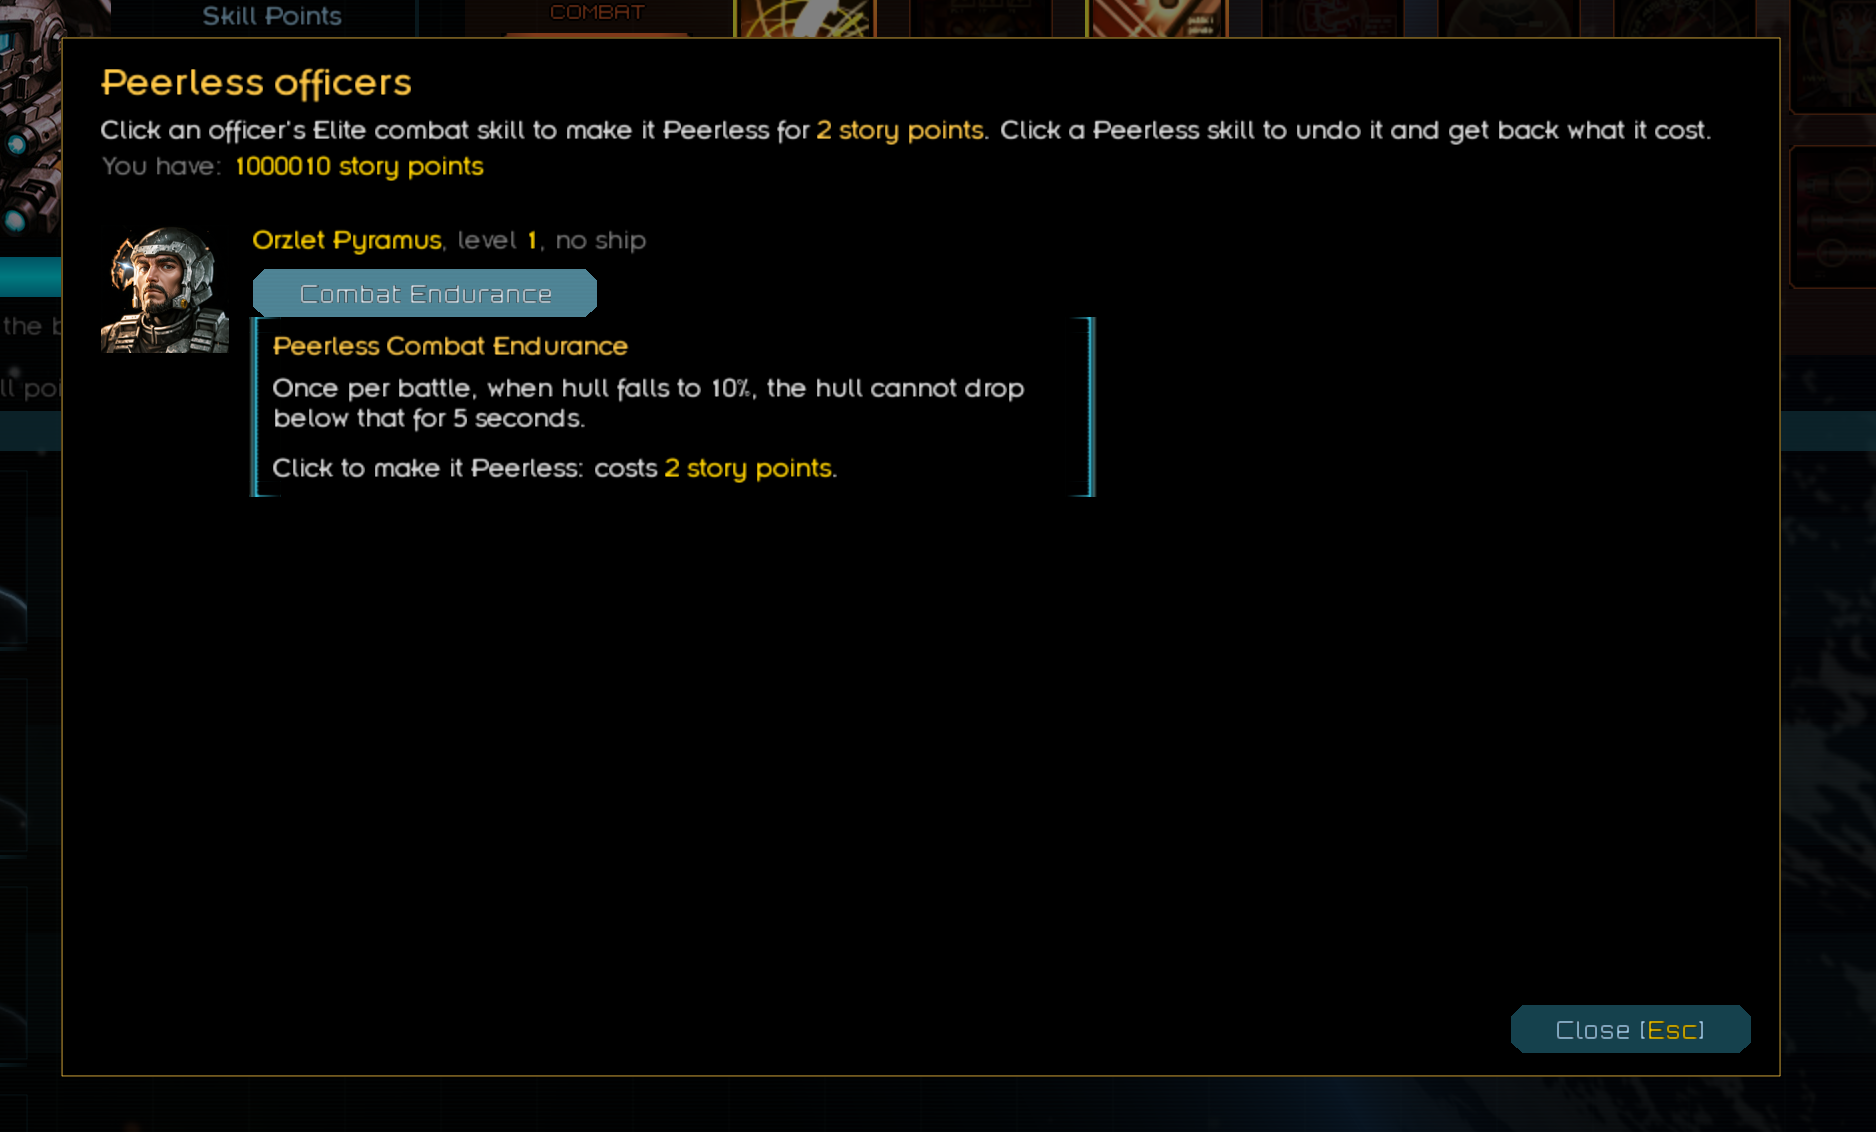 Skill Points
COMBAT
Peerless officers
Click an officer's Elite combat skill to make it Peerless for 2 story points. Click a Peerless skill to undo it and get back what it cost.
You have: 1000010 story points
Orzlet Pyramus, level 1, no ship
Combat Endurance
the
Peerless Combat Endurance
Once per battle, when hull falls to 10%, the hull cannot drop
below that for 5 seconds.
Click to make it Peerless: costs 2 story points.
Close [Esc]